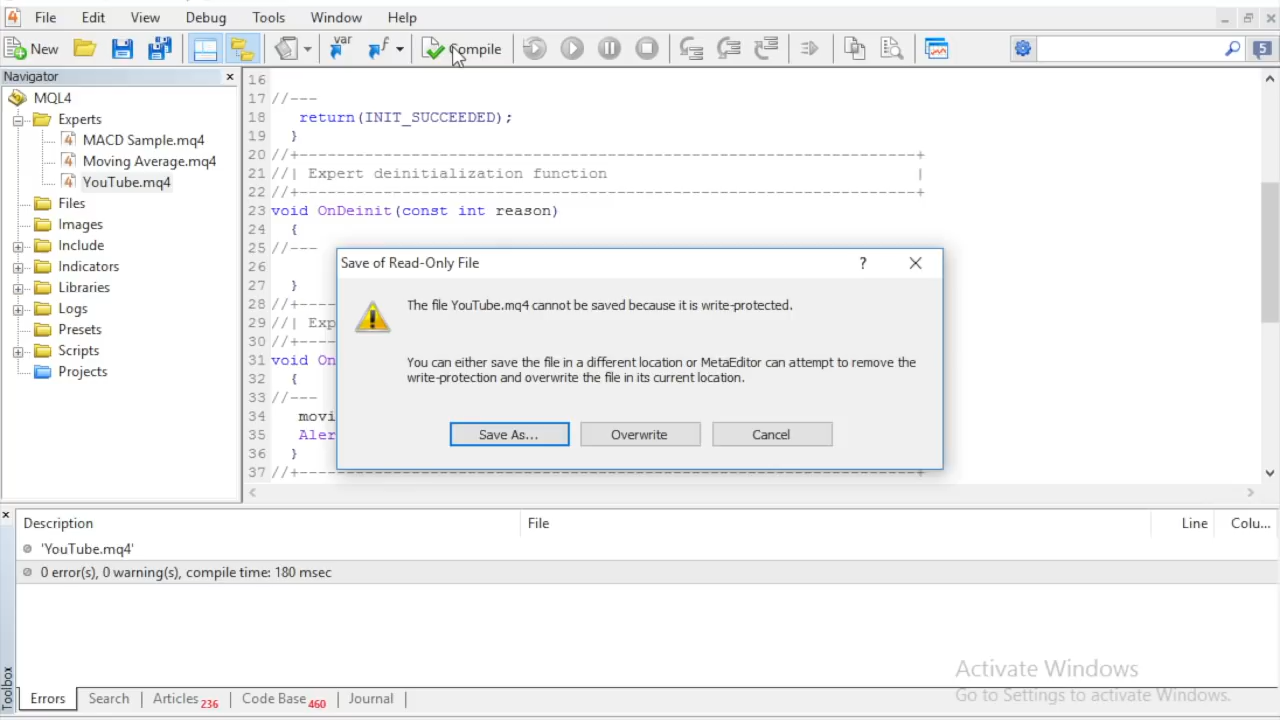 File Edit View Debug Tools Window Help
New Compile 5
Navigator
MQL4
Experts
MACD Sample.mq4
Moving Average.mq4
YouTube.mq4
Files
Images
Include
Indicators
Libraries
Logs
Presets
Scripts
Projects
16
17 //---
18 return(INIT_SUCCEEDED);
19 }
20 //+------------------------------------------------------------------+
21 //| Expert deinitialization function |
22 //+------------------------------------------------------------------+
23 void OnDeinit(const int reason)
24 {
25 //---
26
27 }
28 //+---
29 //| Exp
30 //+---
31 void On
32 {
33 //---
34 movi
35 Aler
36 }
37 //+------------------------------------------------------------------+
Save of Read-Only File ?
The file YouTube.mq4 cannot be saved because it is write-protected.
You can either save the file in a different location or MetaEditor can attempt to remove the
write-protection and overwrite the file in its current location.
Save As... Overwrite Cancel
Description File Line Colu...
'YouTube.mq4'
0 error(s), 0 warning(s), compile time: 180 msec
Activate Windows
Go to Settings to activate Windows.
Toolbox
Errors Search Articles 236 Code Base 460 Journal